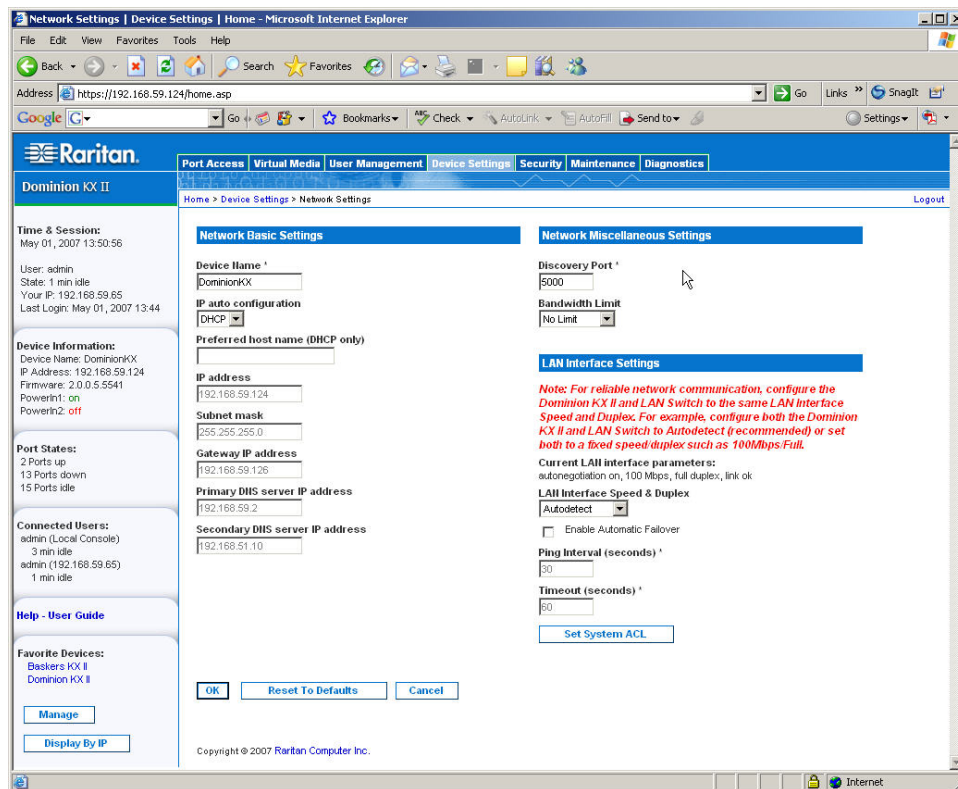 Network Settings | Device Settings | Home - Microsoft Internet Explorer
File Edit View Favorites Tools Help
Back Search Favorites
Address https://192.168.59.124/home.asp Go Links » SnagIt
Google G Go Bookmarks ABC Check AutoLink AutoFill Send to Settings
Raritan.
Port Access Virtual Media User Management Device Settings Security Maintenance Diagnostics
Dominion KX II
Home > Device Settings > Network Settings Logout
Time & Session:
May 01, 2007 13:50:56
User: admin
State: 1 min idle
Your IP: 192.168.59.65
Last Login: May 01, 2007 13:44
Device Information:
Device Name: DominionKX
IP Address: 192.168.59.124
Firmware: 2.0.0.5.5541
PowerIn1: on
PowerIn2: off
Port States:
2 Ports up
13 Ports down
15 Ports idle
Connected Users:
admin (Local Console)
3 min idle
admin (192.168.59.65)
1 min idle
Help - User Guide
Favorite Devices:
Baskers KX II
Dominion KX II
Manage
Display By IP
Network Basic Settings
Device Name *
DominionKX
IP auto configuration
DHCP
Preferred host name (DHCP only)
IP address
192.168.59.124
Subnet mask
255.255.255.0
Gateway IP address
192.168.59.126
Primary DNS server IP address
192.168.59.2
Secondary DNS server IP address
192.168.51.10
Network Miscellaneous Settings
Discovery Port *
5000
Bandwidth Limit
No Limit
LAN Interface Settings
Note: For reliable network communication, configure the
Dominion KX II and LAN Switch to the same LAN Interface
Speed and Duplex. For example, configure both the Dominion
KX II and LAN Switch to Autodetect (recommended) or set
both to a fixed speed/duplex such as 100Mbps/Full.
Current LAN interface parameters:
autonegotiation on, 100 Mbps, full duplex, link ok
LAN Interface Speed & Duplex
Autodetect
Enable Automatic Failover
Ping Interval (seconds) *
30
Timeout (seconds) *
60
Set System ACL
OK Reset To Defaults Cancel
Copyright © 2007 Raritan Computer Inc.
Internet